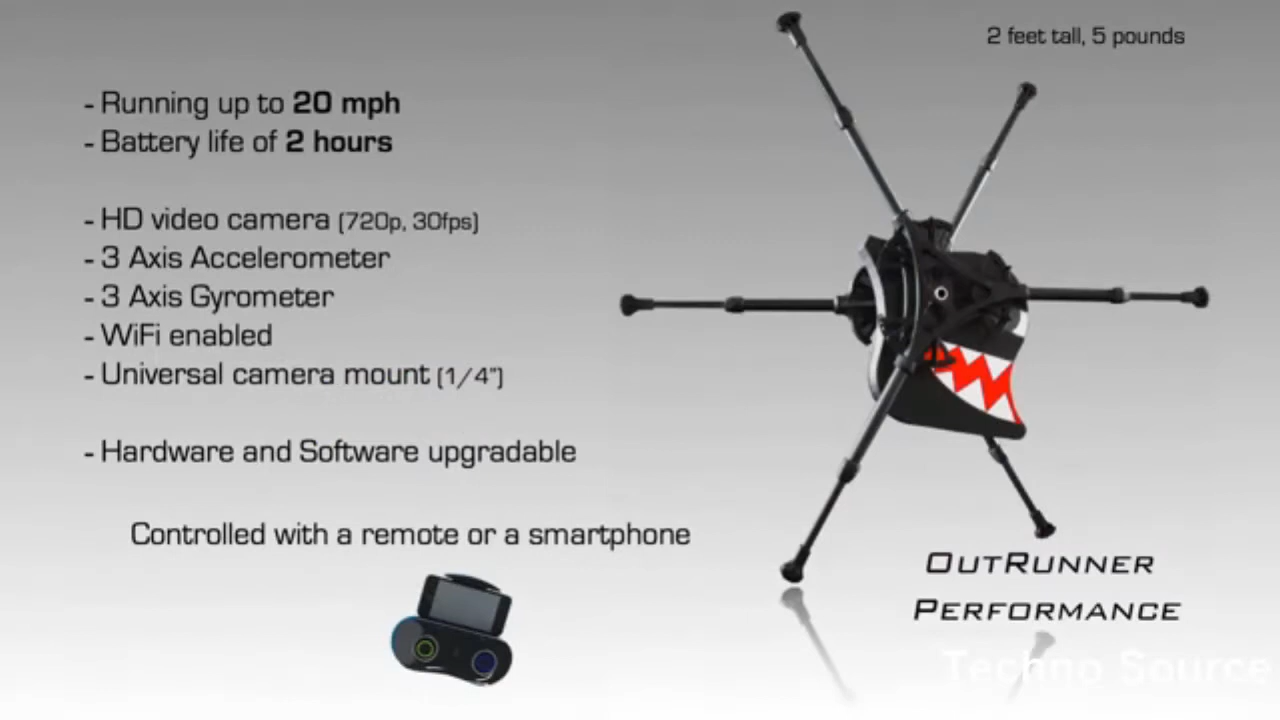 2 feet tall, 5 pounds
- Running up to 20 mph
- Battery life of 2 hours
- HD video camera (720p, 30fps)
- 3 Axis Accelerometer
- 3 Axis Gyrometer
- WiFi enabled
- Universal camera mount (1/4")
- Hardware and Software upgradable
Controlled with a remote or a smartphone
OUTRUNNER
PERFORMANCE
Techno Source